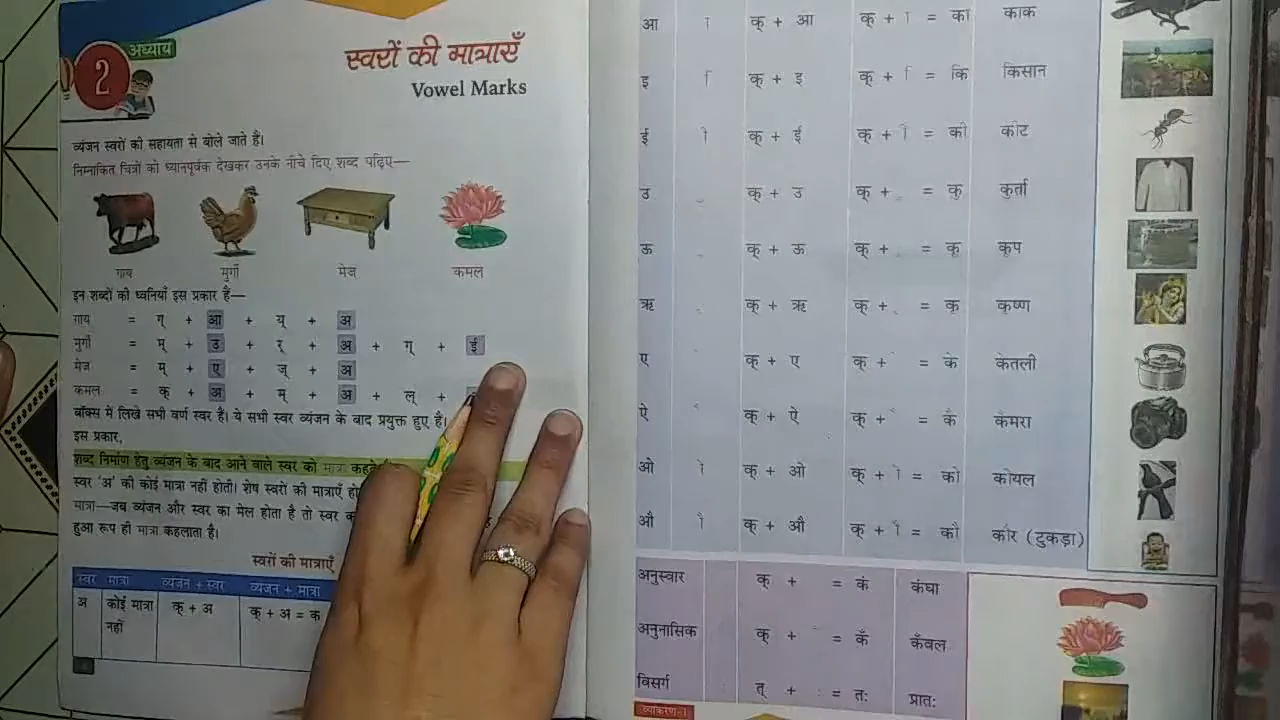 अध्याय
2
स्वरों की मात्राएँ
Vowel Marks
व्यंजन स्वरों की सहायता से बोले जाते हैं।
निम्नांकित चित्रों को ध्यानपूर्वक देखकर उनके नीचे दिए शब्द पढ़िए—
गाय मुर्गी मेज कमल
इन शब्दों की ध्वनियाँ इस प्रकार हैं—
गाय = ग् + आ + य् + अ
मुर्गी = म् + उ + र् + अ + ग् + ई
मेज = म् + ए + ज् + अ
कमल = क् + अ + म् + अ + ल् +
बॉक्स में लिखे सभी वर्ण स्वर हैं। ये सभी स्वर व्यंजन के बाद प्रयुक्त हुए हैं।
इस प्रकार,
शब्द निर्माण हेतु व्यंजन के बाद आने वाले स्वर को मात्रा कहते
स्वर ‘अ’ की कोई मात्रा नहीं होती। शेष स्वरों की मात्राएँ
मात्रा—जब व्यंजन और स्वर का मेल होता है तो स्वर
हुआ रूप ही मात्रा कहलाता है।
स्वरों की मात्राएँ
स्वर मात्रा व्यंजन + स्वर व्यंजन + मात्रा
अ कोई मात्रा नहीं क् + अ क् + अ = क
आ ा क् + आ क् + ा = का काक
इ ि क् + इ क् + ि = कि किसान
ई ी क् + ई क् + ी = की कीट
उ क् + उ क् + = कु कुर्ता
ऊ क् + ऊ क् + = कू कूप
ऋ क् + ऋ क् + = कृ कृष्ण
ए क् + ए क् + = के केतली
ऐ क् + ऐ क् + = कै कैमरा
ओ ो क् + ओ क् + ो = को कोयल
औ ौ क् + औ क् + ौ = कौ कौर (टुकड़ा)
अनुस्वार क् + = कं कंघा
अनुनासिक क् + = कँ कँवल
विसर्ग त् + : = तः प्रातः
व्याकरण-1